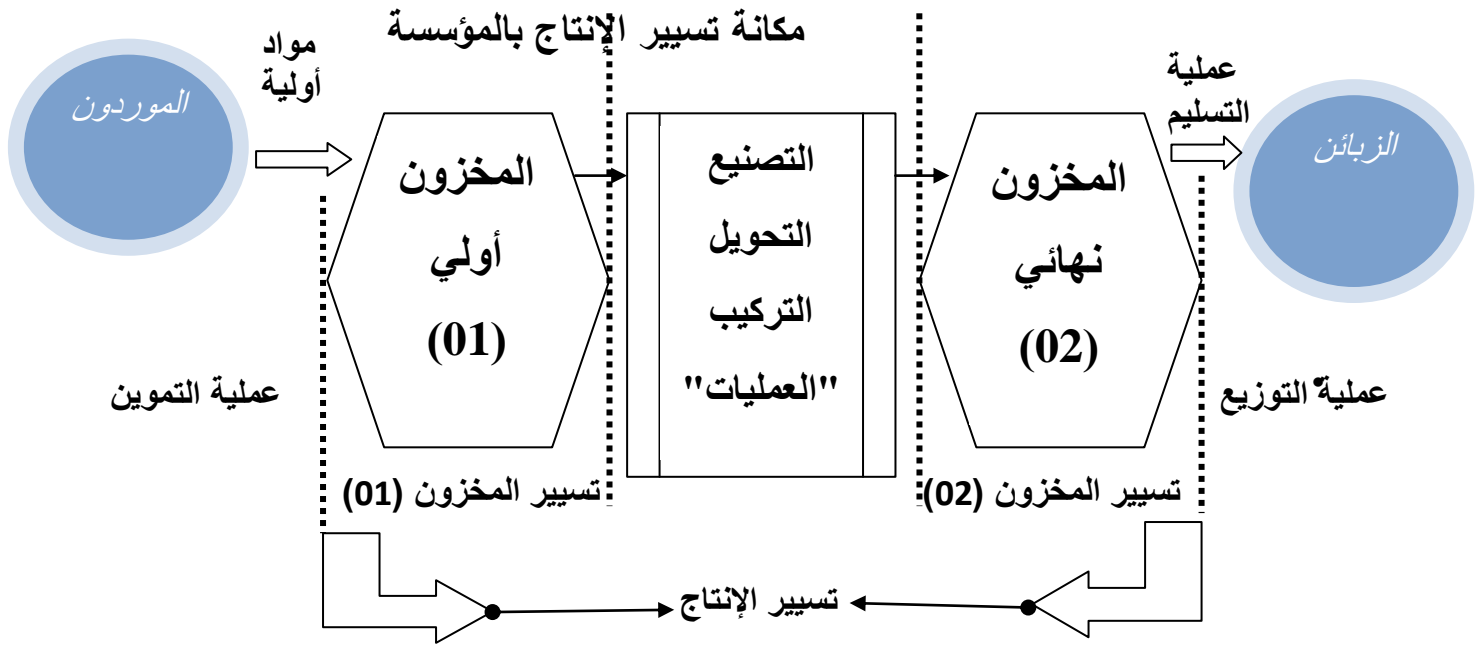 مكانة تسيير الإنتاج بالمؤسسة
الموردون
مواد
أولية
المخزون
أولي
(01)
التصنيع
التحويل
التركيب
"العمليات"
المخزون
نهائي
(02)
عملية
التسليم
الزبائن
عملية التموين
عملية التوزيع
تسيير المخزون (01)
تسيير المخزون (02)
تسيير الإنتاج